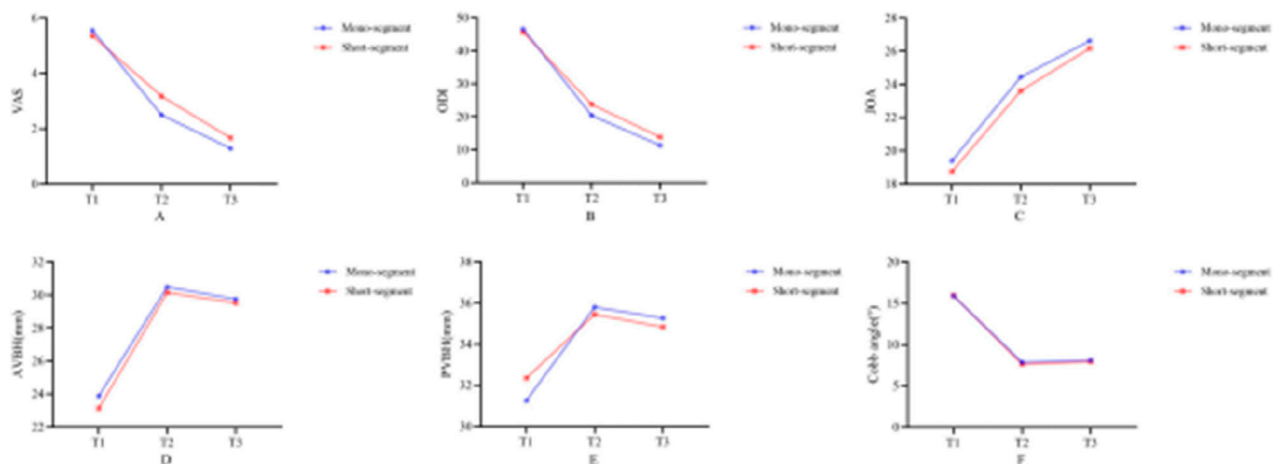 6
4
2
0
VAS
T1 T2 T3
A
Mono-segment
Short-segment
50
40
30
20
10
0
ODI
T1 T2 T3
B
Mono-segment
Short-segment
28
26
24
22
20
18
JOA
T1 T2 T3
C
Mono-segment
Short-segment
32
30
28
26
24
22
AVBH(mm)
T1 T2 T3
D
Mono-segment
Short-segment
38
36
34
32
30
PVBH(mm)
T1 T2 T3
E
Mono-segment
Short-segment
20
15
10
5
0
Cobb angle(°)
T1 T2 T3
F
Mono-segment
Short-segment